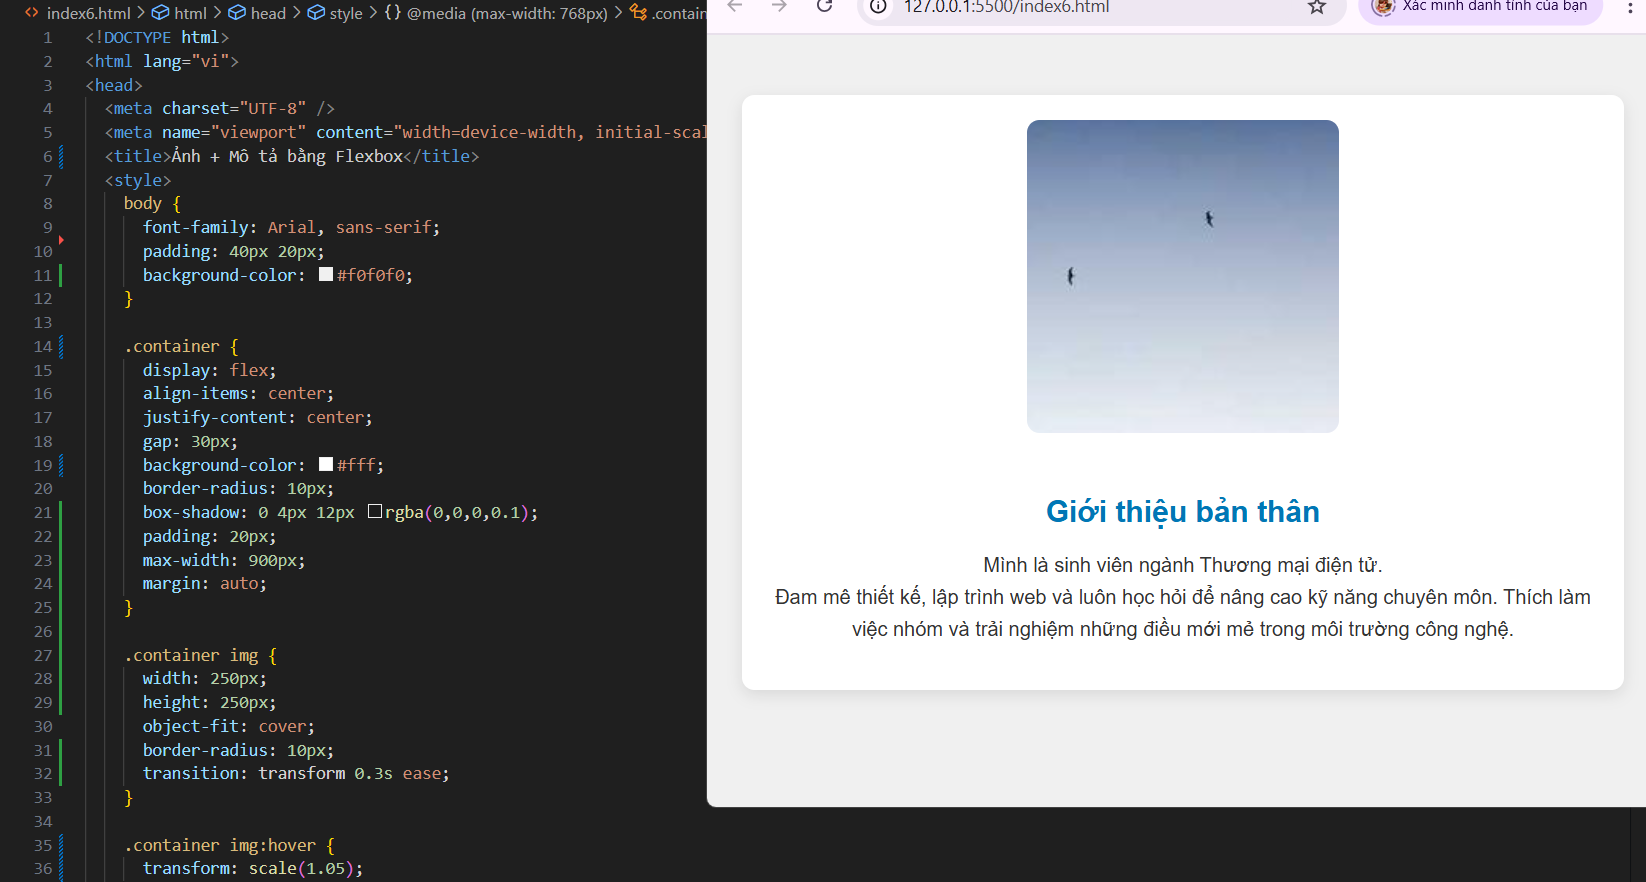 index6.html > html > head > style > {} @media (max-width: 768px) > .contain
1 <!DOCTYPE html>
2 <html lang="vi">
3 <head>
4 <meta charset="UTF-8" />
5 <meta name="viewport" content="width=device-width, initial-scal
6 <title>Ảnh + Mô tả bằng Flexbox</title>
7 <style>
8 body {
9 font-family: Arial, sans-serif;
10 padding: 40px 20px;
11 background-color: #f0f0f0;
12 }
13
14 .container {
15 display: flex;
16 align-items: center;
17 justify-content: center;
18 gap: 30px;
19 background-color: #fff;
20 border-radius: 10px;
21 box-shadow: 0 4px 12px rgba(0,0,0,0.1);
22 padding: 20px;
23 max-width: 900px;
24 margin: auto;
25 }
26
27 .container img {
28 width: 250px;
29 height: 250px;
30 object-fit: cover;
31 border-radius: 10px;
32 transition: transform 0.3s ease;
33 }
34
35 .container img:hover {
36 transform: scale(1.05);
127.0.0.1:5500/index6.html
Xác minh danh tính của bạn
Giới thiệu bản thân
Mình là sinh viên ngành Thương mại điện tử.
Đam mê thiết kế, lập trình web và luôn học hỏi để nâng cao kỹ năng chuyên môn. Thích làm
việc nhóm và trải nghiệm những điều mới mẻ trong môi trường công nghệ.